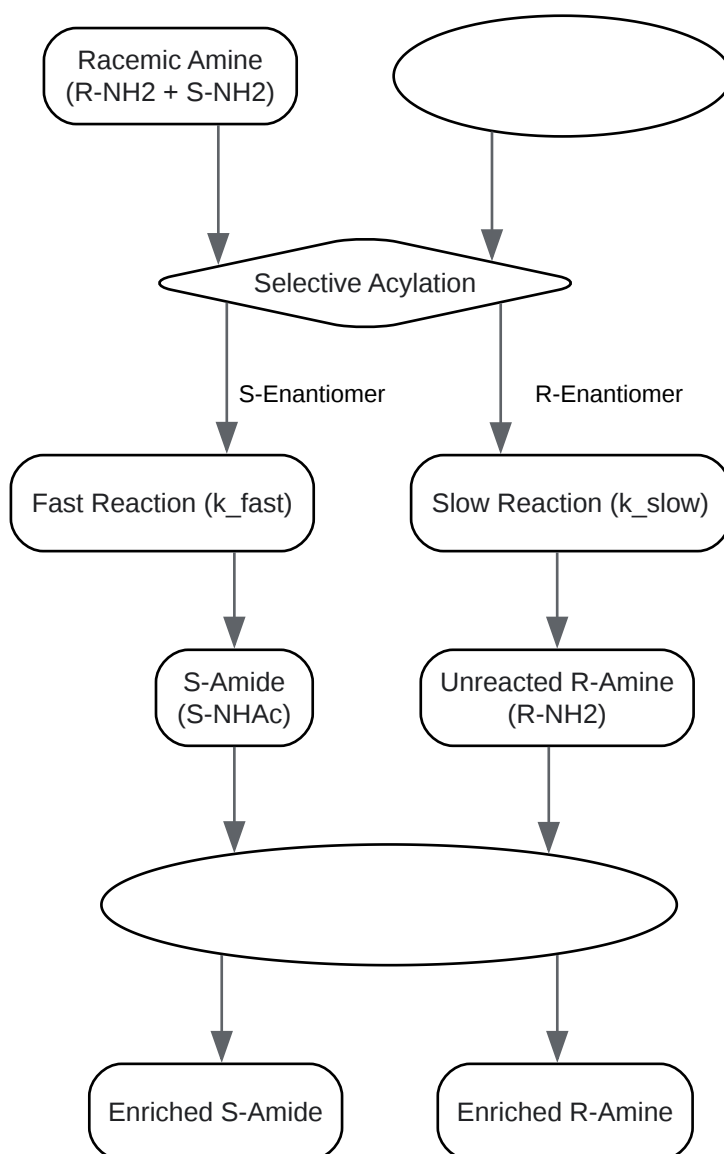 Racemic Amine
(R-NH2 + S-NH2)
Selective Acylation
S-Enantiomer
R-Enantiomer
Fast Reaction (k_fast)
Slow Reaction (k_slow)
S-Amide
(S-NHAc)
Unreacted R-Amine
(R-NH2)
Enriched S-Amide
Enriched R-Amine